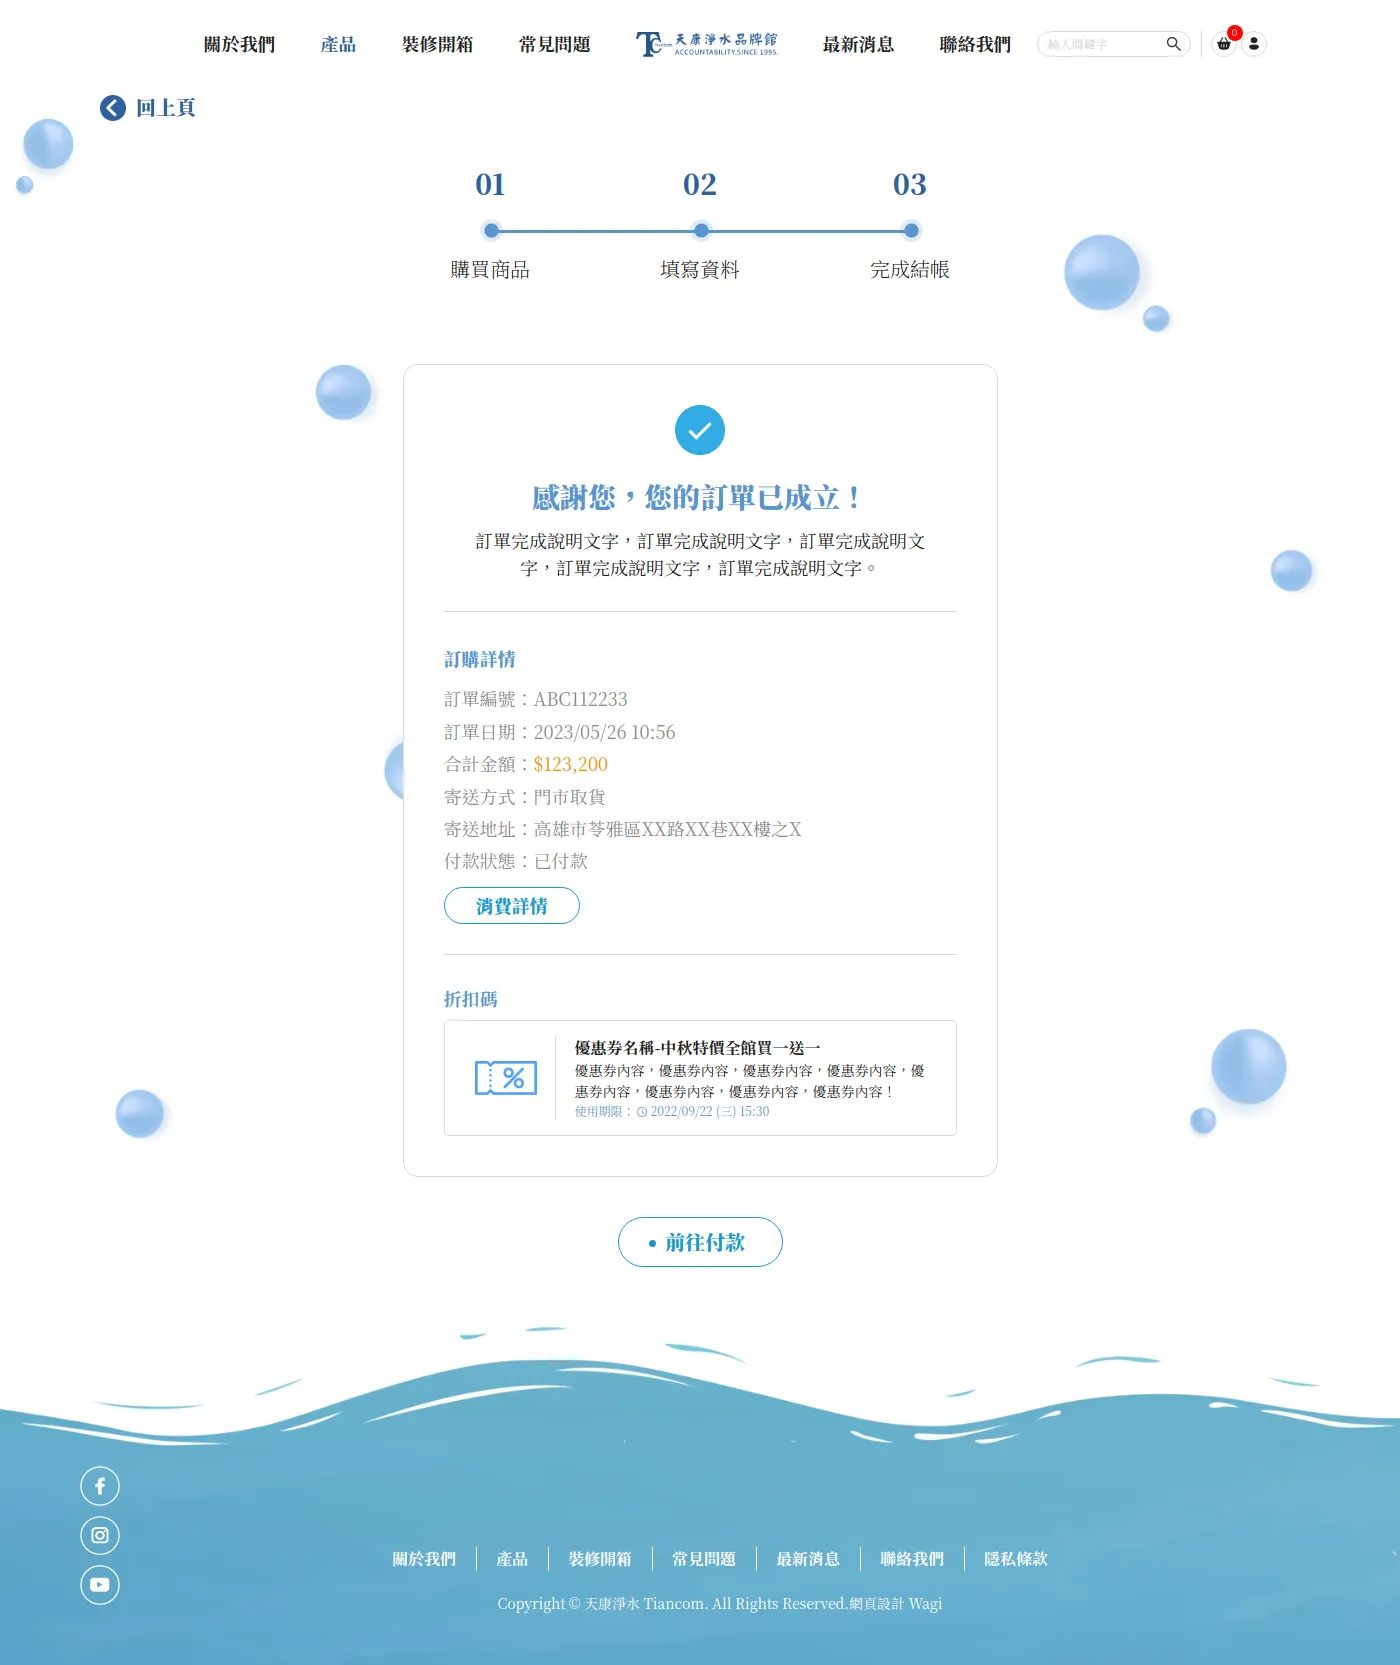 關於我們
產品
裝修開箱
常見問題
天康淨水品牌館
ACCOUNTABILITY,SINCE 1995.
最新消息
聯絡我們
輸入關鍵字
0
回上頁
01
02
03
購買商品
填寫資料
完成結帳
感謝您，您的訂單已成立！
訂單完成說明文字，訂單完成說明文字，訂單完成說明文
字，訂單完成說明文字，訂單完成說明文字。
訂購詳情
訂單編號：ABC112233
訂單日期：2023/05/26 10:56
合計金額：$123,200
寄送方式：門市取貨
寄送地址：高雄市苓雅區XX路XX巷XX樓之X
付款狀態：已付款
消費詳情
折扣碼
優惠券名稱-中秋特價全館買一送一
優惠券內容，優惠券內容，優惠券內容，優惠券內容，優
惠券內容，優惠券內容，優惠券內容，優惠券內容！
使用期限： 2022/09/22 (三) 15:30
前往付款
關於我們
產品
裝修開箱
常見問題
最新消息
聯絡我們
隱私條款
Copyright © 天康淨水 Tiancom. All Rights Reserved.網頁設計 Wagi